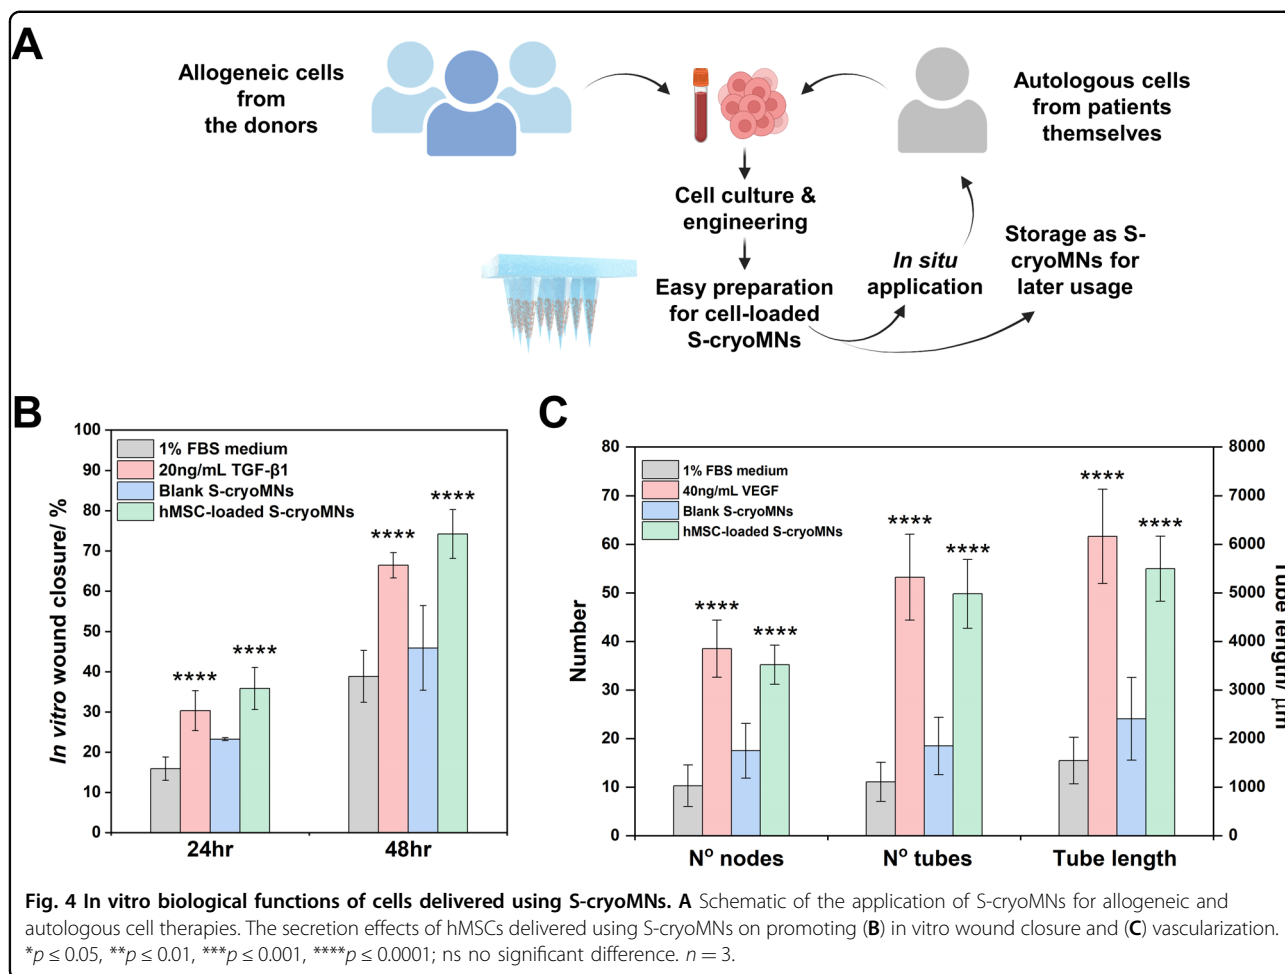 A
Allogeneic cells
from
the donors
Autologous cells
from patients
themselves
Cell culture &
engineering
Easy preparation
for cell-loaded
S-cryoMNs
In situ
application
Storage as S-
cryoMNs for
later usage
B
In vitro wound closure/ %
100
90
80
70
60
50
40
30
20
10
0
1% FBS medium
20ng/mL TGF-β1
Blank S-cryoMNs
hMSC-loaded S-cryoMNs
****
****
****
****
24hr
48hr
C
Number
80
70
60
50
40
30
20
10
0
1% FBS medium
40ng/mL VEGF
Blank S-cryoMNs
hMSC-loaded S-cryoMNs
****
****
****
****
****
****
Nº nodes
Nº tubes
Tube length
8000
7000
6000
5000
4000
3000
2000
1000
0
Tube length/ μm
Fig. 4 In vitro biological functions of cells delivered using S-cryoMNs. A Schematic of the application of S-cryoMNs for allogeneic and
autologous cell therapies. The secretion effects of hMSCs delivered using S-cryoMNs on promoting (B) in vitro wound closure and (C) vascularization.
*p ≤ 0.05, **p ≤ 0.01, ***p ≤ 0.001, ****p ≤ 0.0001; ns no significant difference. n = 3.